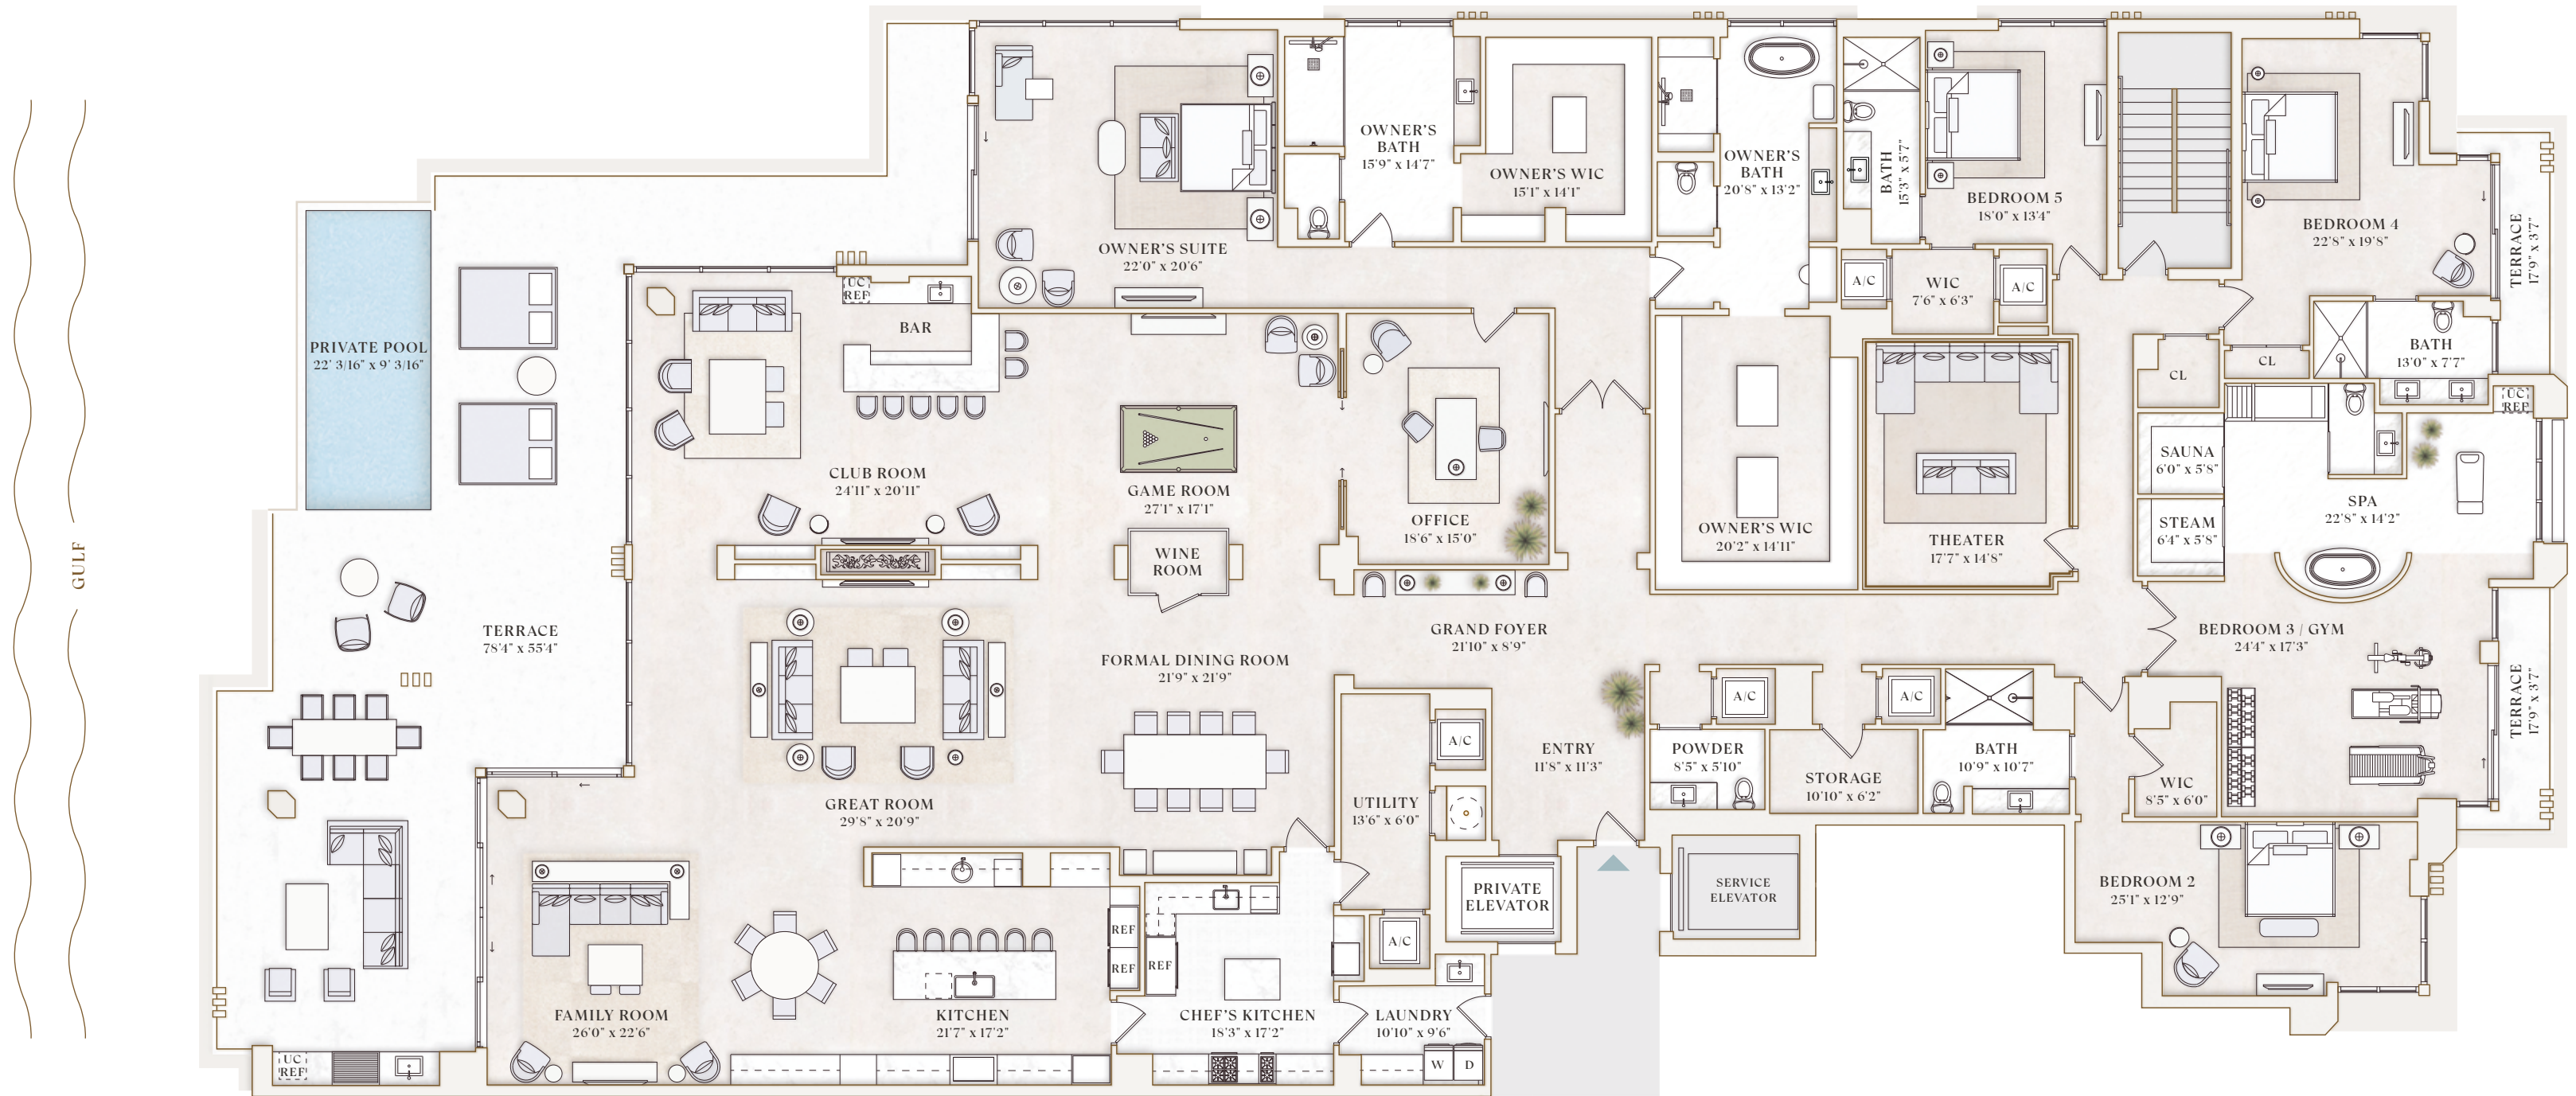 GULF
PRIVATE POOL
22' 3/16" x 9' 3/16"
TERRACE
78'4" x 55'4"
UC
REF
OWNER'S SUITE
22'0" x 20'6"
OWNER'S
BATH
15'9" x 14'7"
OWNER'S WIC
15'1" x 14'1"
OWNER'S
BATH
20'8" x 13'2"
BATH
15'3" x 5'7"
BEDROOM 5
18'0" x 13'4"
BEDROOM 4
22'8" x 19'8"
TERRACE
17'9" x 3'7"
A/C
WIC
7'6" x 6'3"
A/C
UC
REF
BAR
CLUB ROOM
24'11" x 20'11"
GAME ROOM
27'1" x 17'1"
WINE
ROOM
OFFICE
18'6" x 15'0"
OWNER'S WIC
20'2" x 14'11"
THEATER
17'7" x 14'8"
CL
CL
BATH
13'0" x 7'7"
UC
REF
SAUNA
6'0" x 5'8"
STEAM
6'4" x 5'8"
SPA
22'8" x 14'2"
GRAND FOYER
21'10" x 8'9"
BEDROOM 3 / GYM
24'4" x 17'3"
TERRACE
17'9" x 3'7"
FORMAL DINING ROOM
21'9" x 21'9"
GREAT ROOM
29'8" x 20'9"
UTILITY
13'6" x 6'0"
A/C
ENTRY
11'8" x 11'3"
A/C
POWDER
8'5" x 5'10"
A/C
STORAGE
10'10" x 6'2"
BATH
10'9" x 10'7"
WIC
8'5" x 6'0"
PRIVATE
ELEVATOR
SERVICE
ELEVATOR
BEDROOM 2
25'1" x 12'9"
REF
REF
REF
A/C
FAMILY ROOM
26'0" x 22'6"
KITCHEN
21'7" x 17'2"
CHEF'S KITCHEN
18'3" x 17'2"
LAUNDRY
10'10" x 9'6"
W
D